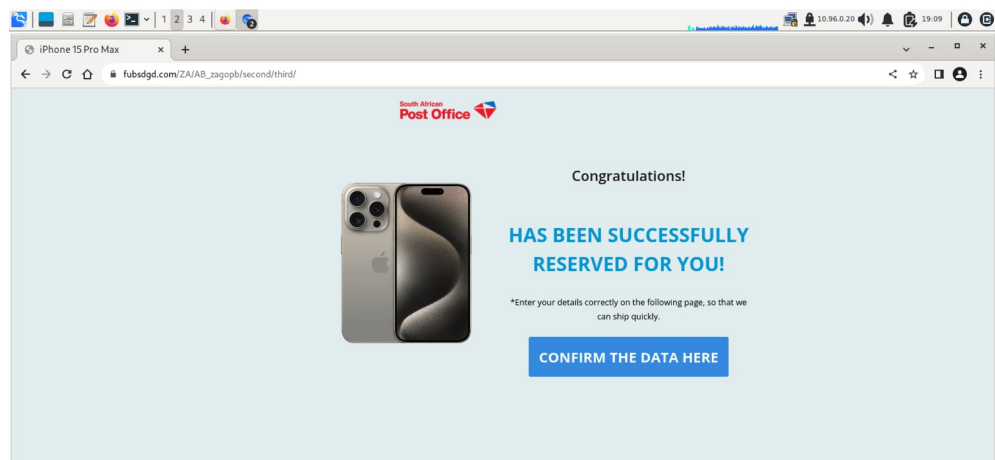 1 2 3 4
10.96.0.20
19:09
iPhone 15 Pro Max
fubsdgd.com/ZA/AB_zagopb/second/third/
South African
Post Office
Congratulations!
HAS BEEN SUCCESSFULLY
RESERVED FOR YOU!
*Enter your details correctly on the following page, so that we
can ship quickly.
CONFIRM THE DATA HERE